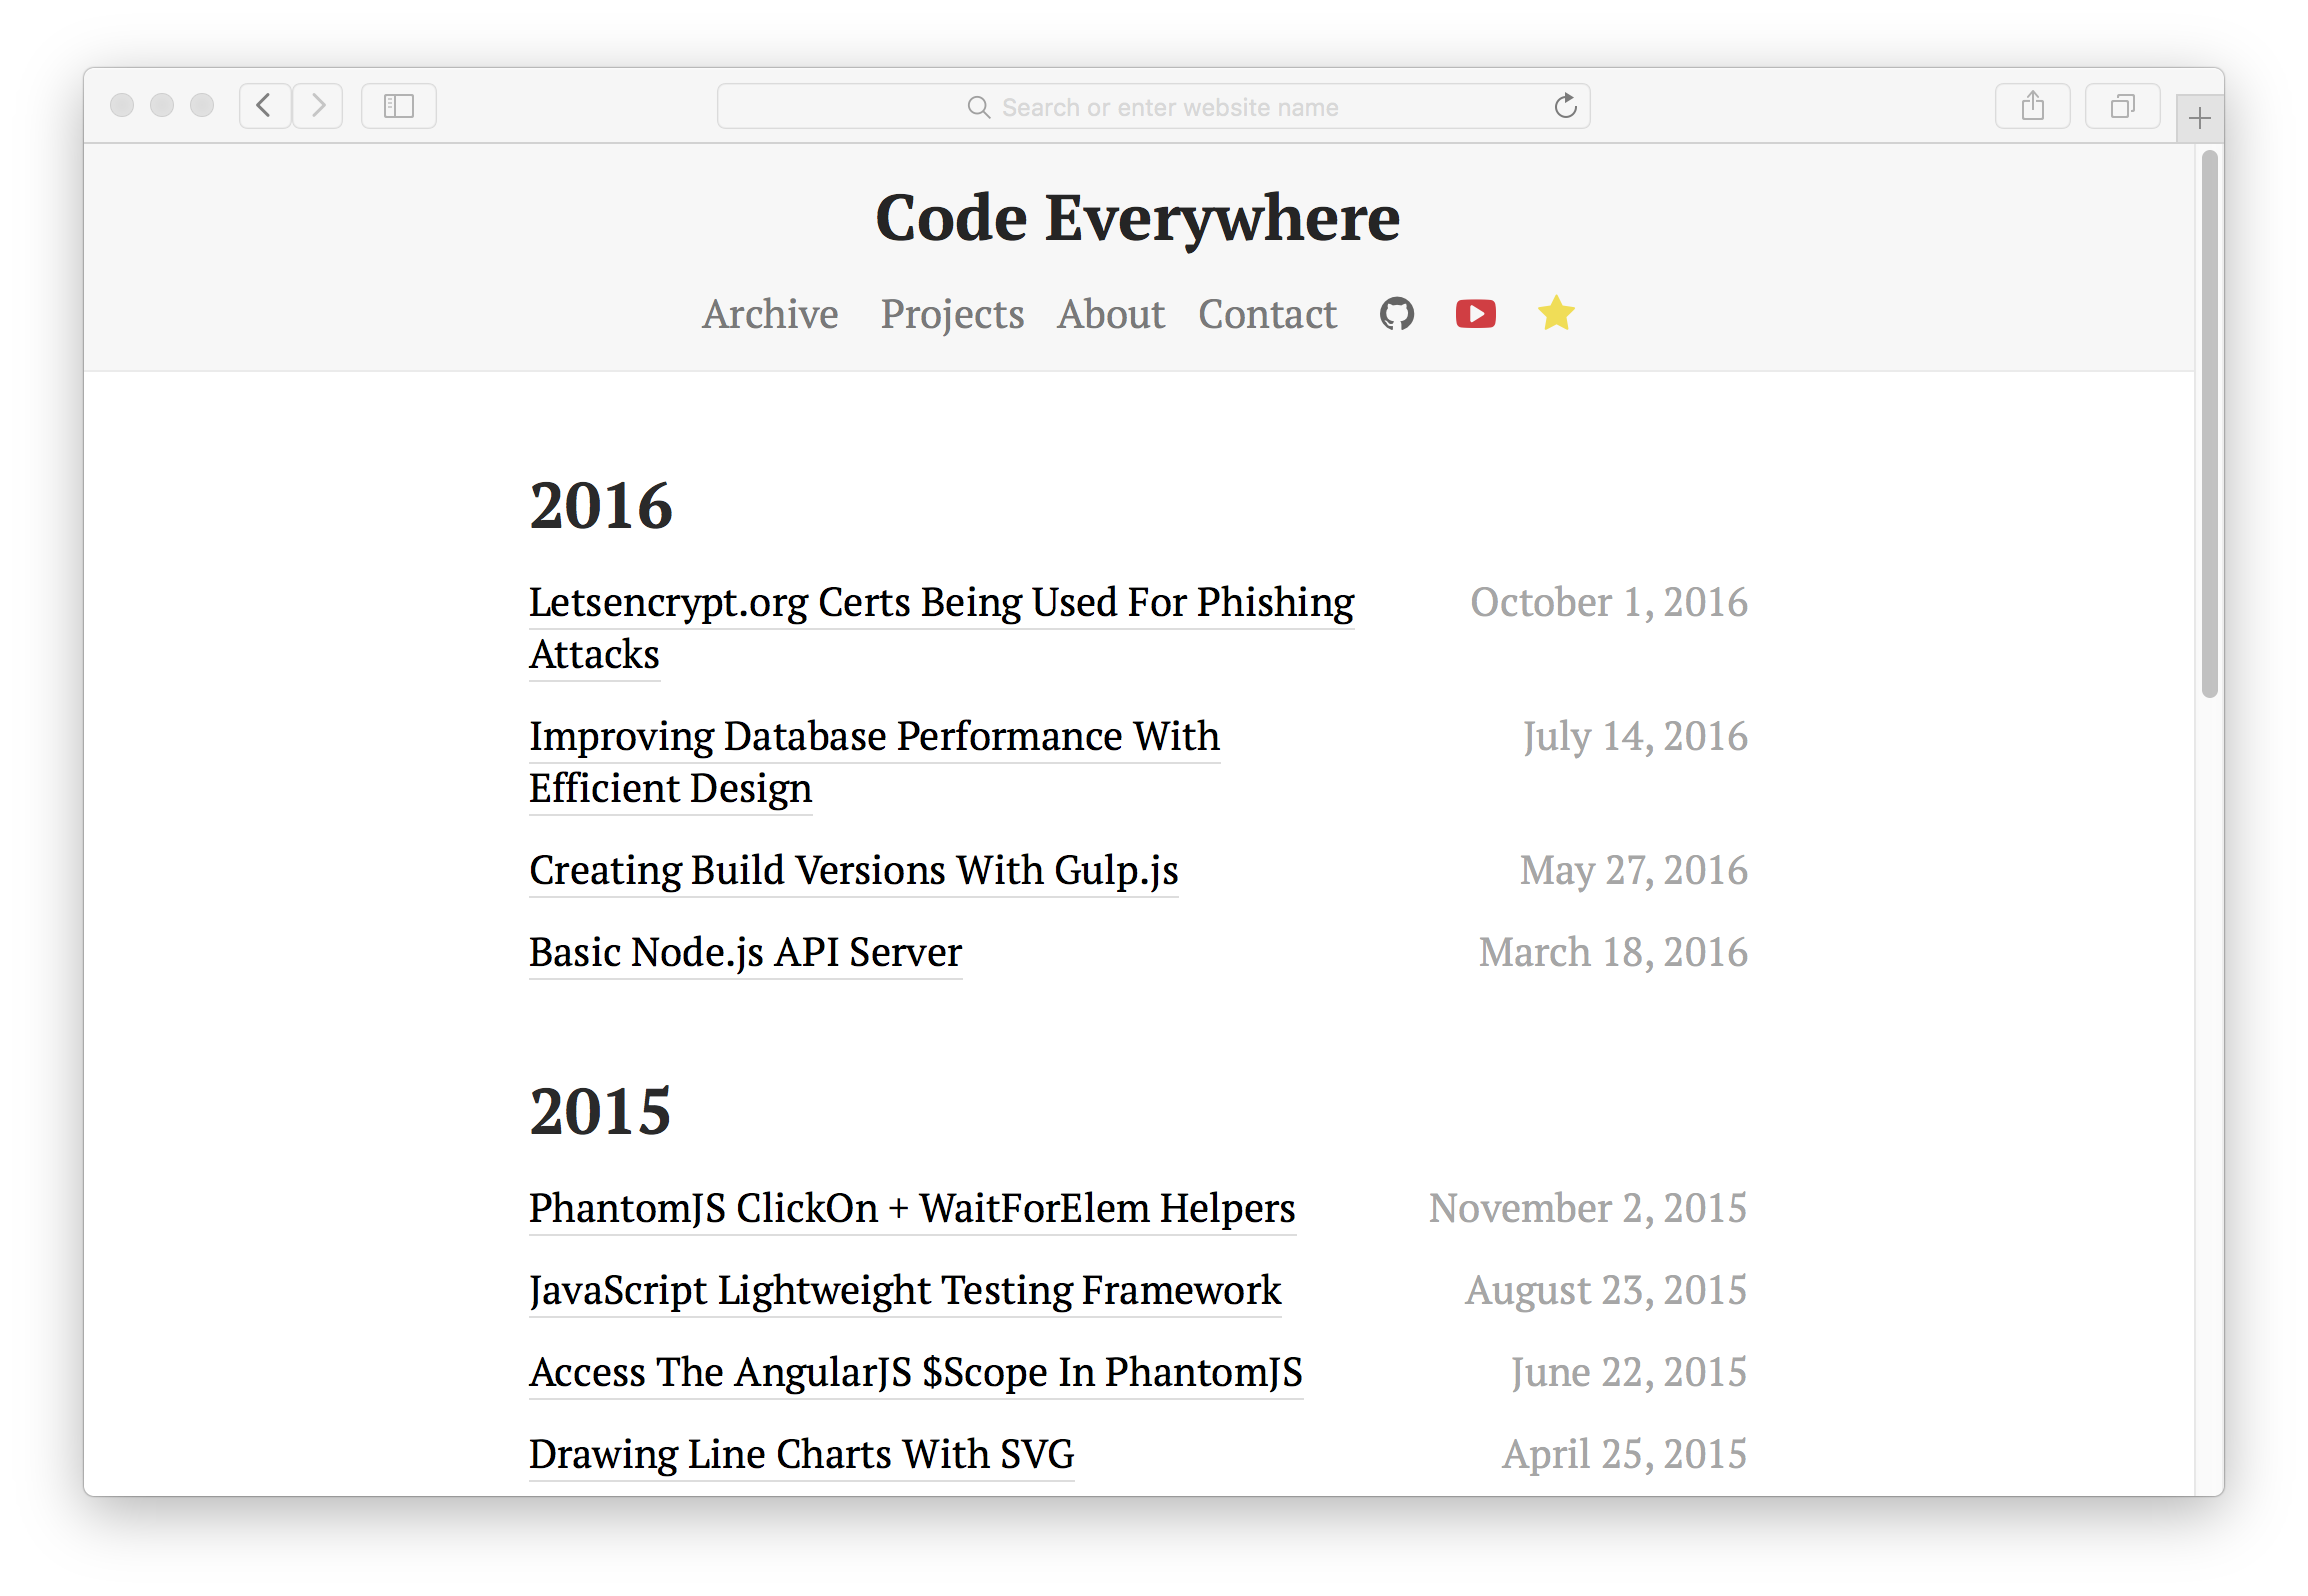 Search or enter website name
Code Everywhere
Archive Projects About Contact
2016
Letsencrypt.org Certs Being Used For Phishing October 1, 2016
Attacks
Improving Database Performance With July 14, 2016
Efficient Design
Creating Build Versions With Gulp.js May 27, 2016
Basic Node.js API Server March 18, 2016
2015
PhantomJS ClickOn + WaitForElem Helpers November 2, 2015
JavaScript Lightweight Testing Framework August 23, 2015
Access The AngularJS $Scope In PhantomJS June 22, 2015
Drawing Line Charts With SVG April 25, 2015